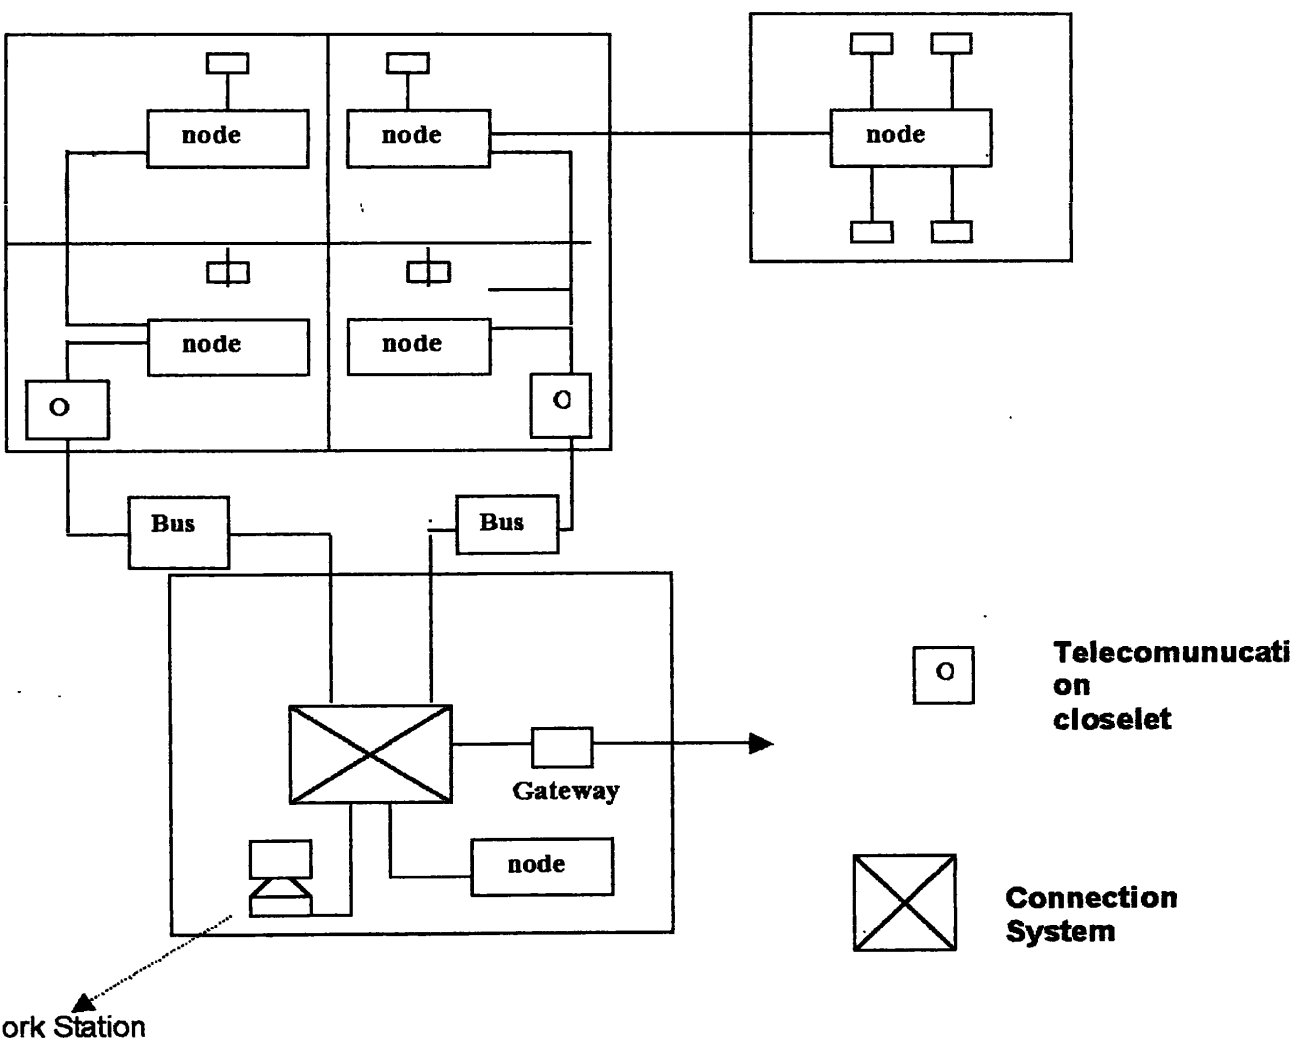 node
node
node
node
node
O
O
Bus
Bus
O
Telecomunucati
on
closelet
Gateway
node
Connection
System
ork Station